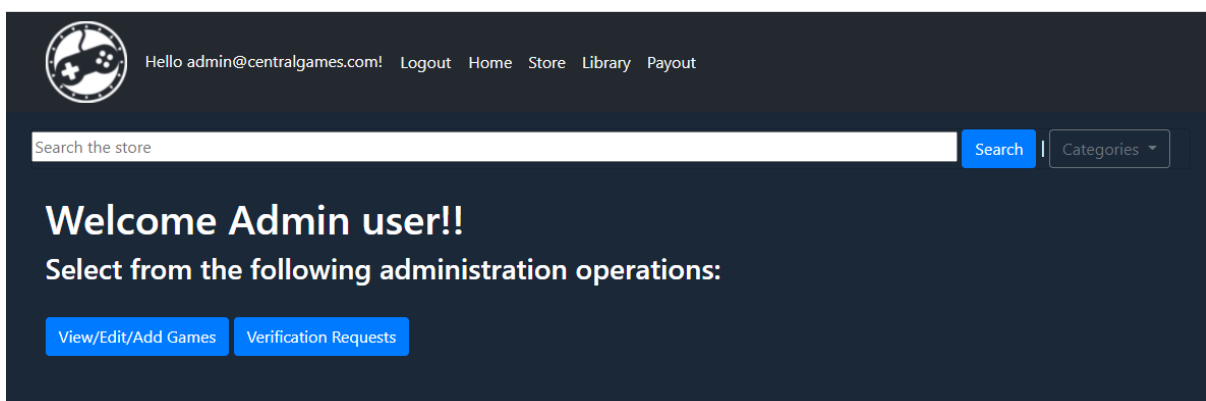 Hello admin@centralgames.com! Logout Home Store Library Payout
Search the store Search | Categories
Welcome Admin user!!
Select from the following administration operations:
View/Edit/Add Games Verification Requests